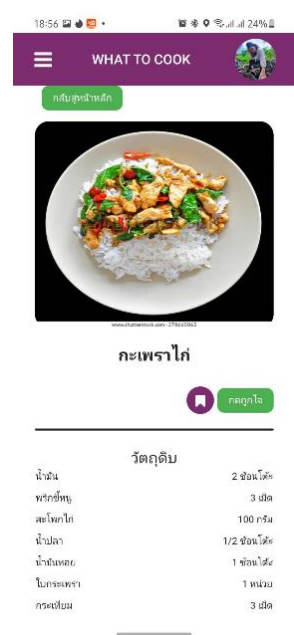 18:56
24%
WHAT TO COOK
กลับสู่หน้าหลัก
กะเพราไก่
กดถูกใจ
วัตถุดิบ
น้ำมัน 2 ช้อนโต๊ะ
พริกขี้หนู 3 เม็ด
สะโพกไก่ 100 กรัม
น้ำปลา 1/2 ช้อนโต๊ะ
น้ำมันหอย 1 ช้อนโต๊ะ
ใบกระเพรา 1 หน่วย
กระเทียม 3 เม็ด